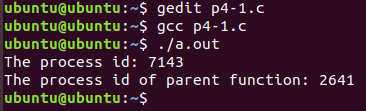 ubuntu@ubuntu:~$ gedit p4-1.c
ubuntu@ubuntu:~$ gcc p4-1.c
ubuntu@ubuntu:~$ ./a.out
The process id: 7143
The process id of parent function: 2641
ubuntu@ubuntu:~$